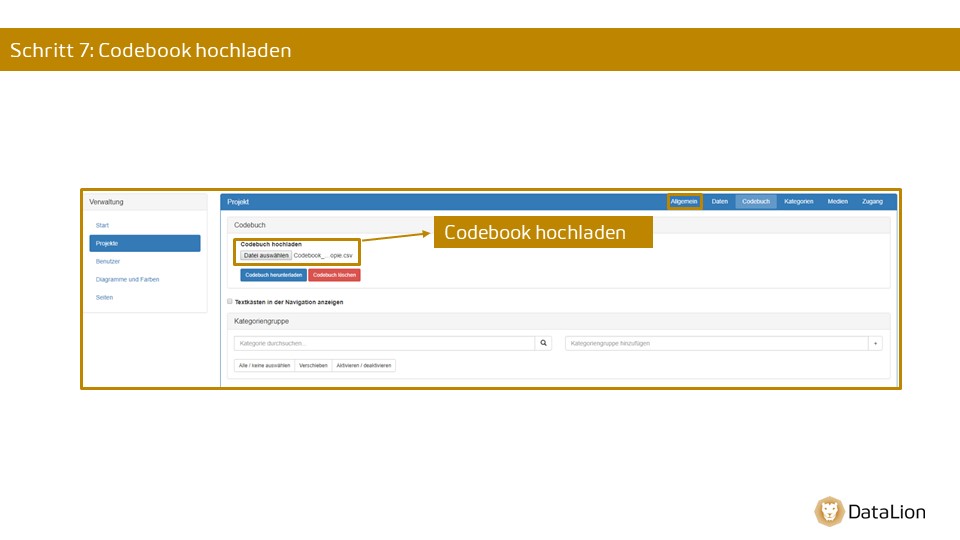 Schritt 7: Codebook hochladen
Verwaltung
Start
Projekte
Benutzer
Diagramme und Farben
Seiten
Projekt
Allgemein Daten Codebuch Kategorien Medien Zugang
Codebuch
Codebuch hochladen
Datei auswählen Codebook_...opie.csv
Codebook hochladen
Codebuch herunterladen Codebuch löschen
Textkästen in der Navigation anzeigen
Kategoriengruppe
Kategorie durchsuchen... Kategoriengruppe hinzufügen
Alle / keine auswählen Verschieben Aktivieren / deaktivieren
DataLion